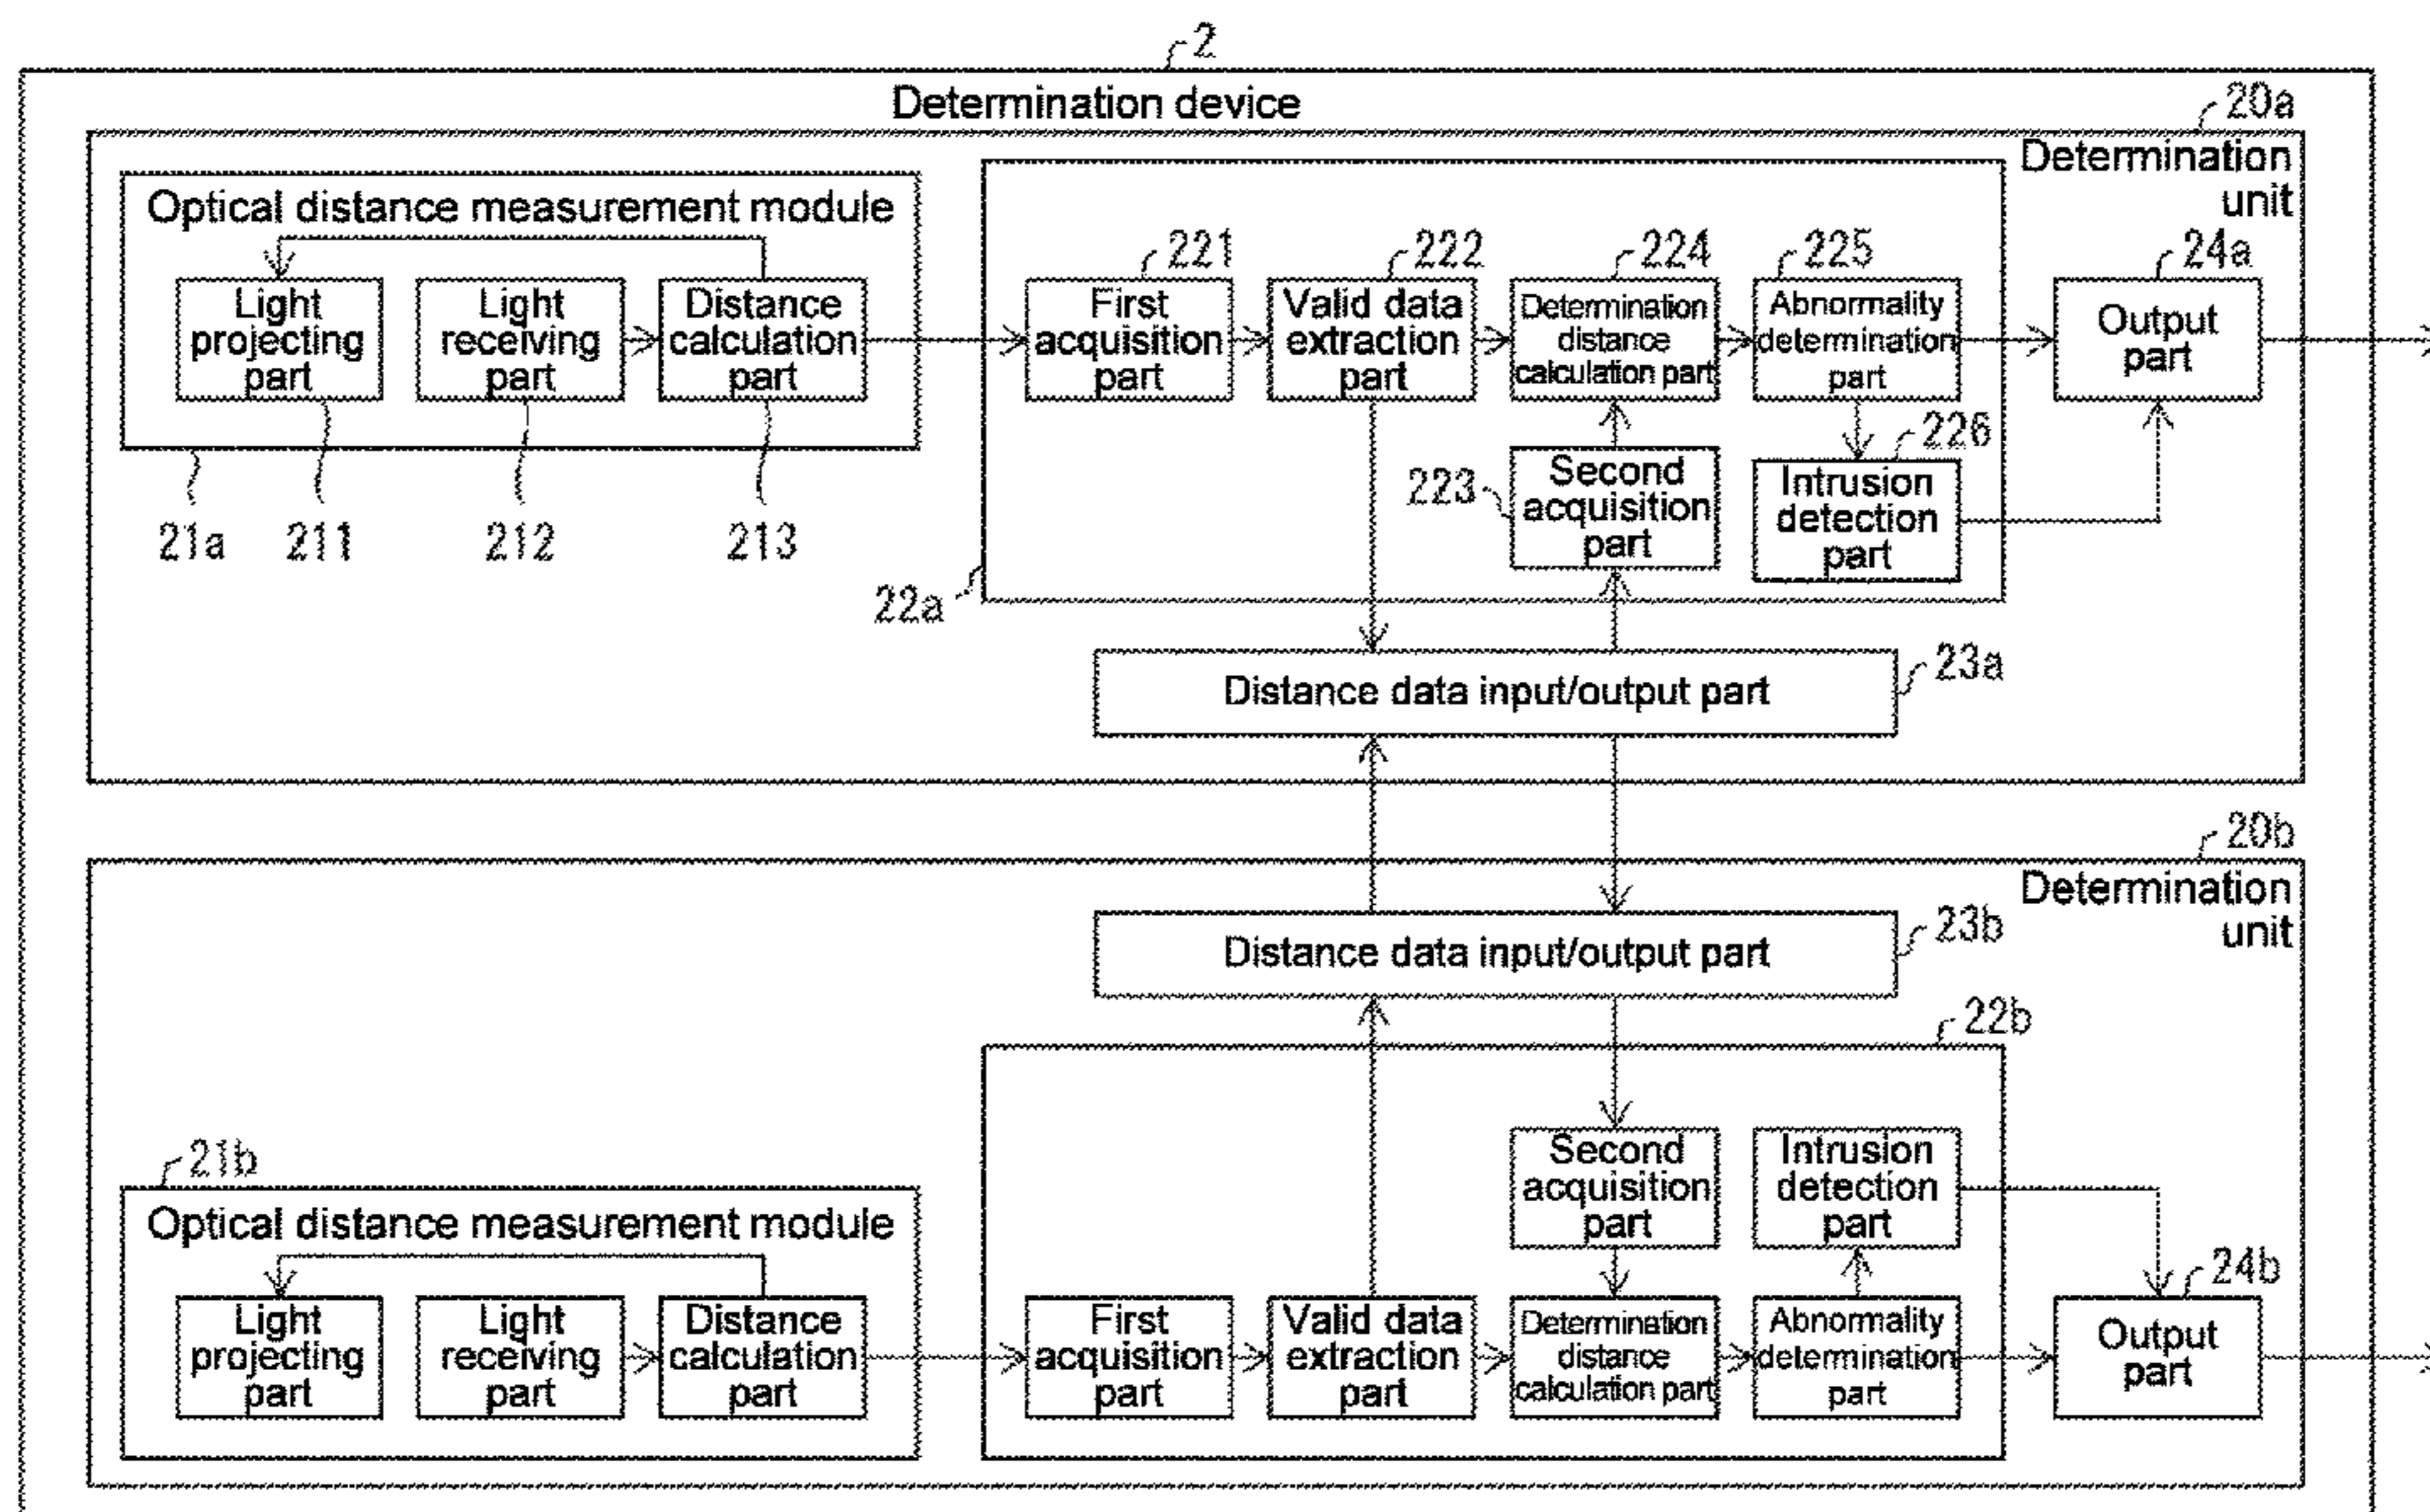 2
Determination device
20a
Determination
unit
Optical distance measurement module
Light
projecting
part
Light
receiving
part
Distance
calculation
part
21a
211
212
213
221
First
acquisition
part
222
Valid data
extraction
part
224
Determination
distance
calculation part
225
Abnormality
determination
part
24a
Output
part
223
Second
acquisition
part
226
Intrusion
detection
part
22a
23a
Distance data input/output part
20b
Determination
unit
23b
Distance data input/output part
22b
Second
acquisition
part
Intrusion
detection
part
21b
Optical distance measurement module
Light
projecting
part
Light
receiving
part
Distance
calculation
part
First
acquisition
part
Valid data
extraction
part
Determination
distance
calculation part
Abnormality
determination
part
24b
Output
part